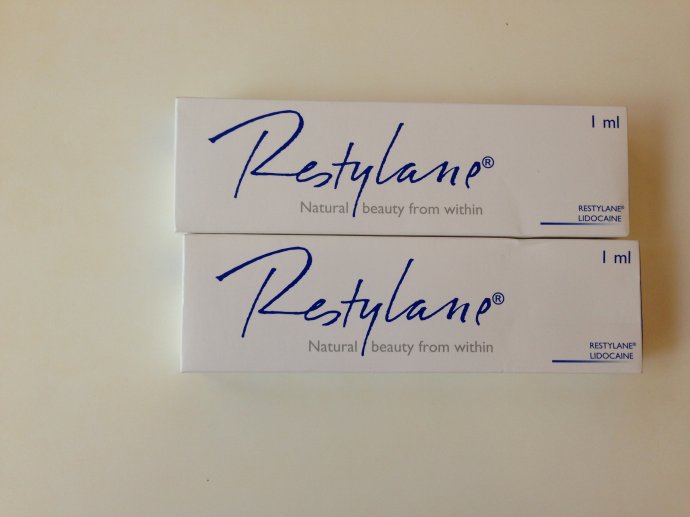 Restylane®
1 ml
Natural beauty from within
RESTYLANE®
LIDOCAINE
Restylane®
1 ml
Natural beauty from within
RESTYLANE®
LIDOCAINE